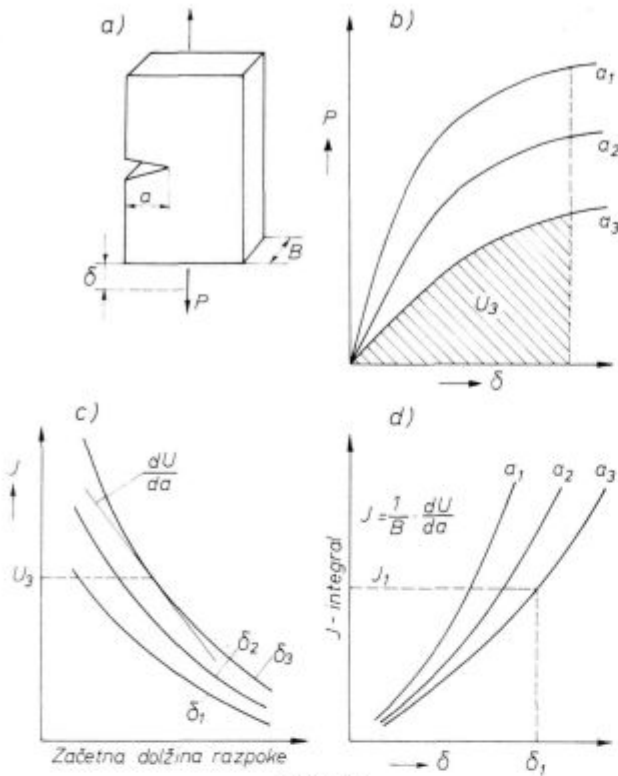 a)
a
B
δ
P
b)
P
a₁
a₂
a₃
U₃
δ
c)
J
dU
da
U₃
δ₁
δ₂
δ₃
Začetna dolžina razpoke
d)
J - integral
a₁
a₂
a₃
J = 1/B · dU/da
J₁
δ
δ₁